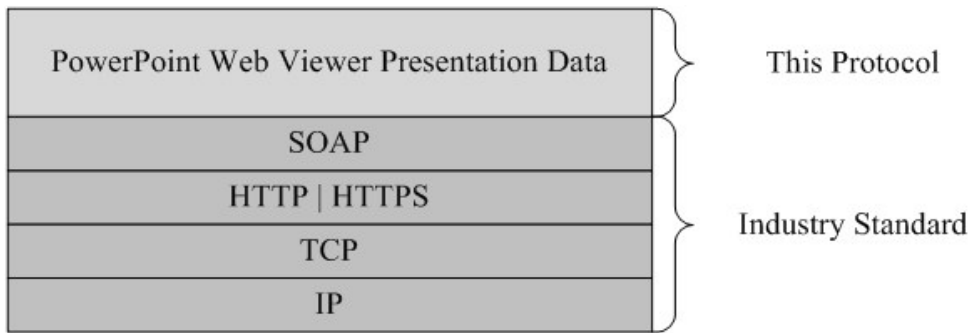 PowerPoint Web Viewer Presentation Data
This Protocol
SOAP
HTTP | HTTPS
TCP
IP
Industry Standard